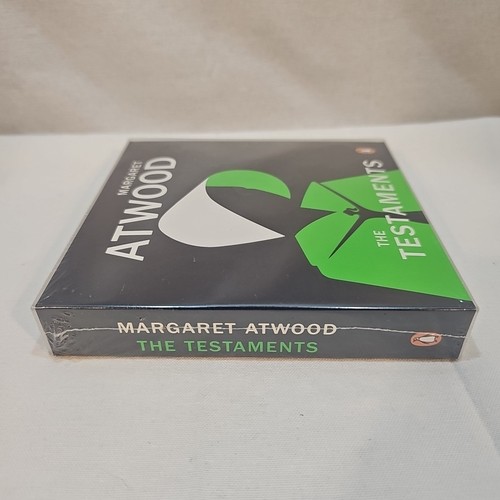 MARGARET
ATWOOD
THE
TESTAMENTS
MARGARET ATWOOD
THE TESTAMENTS